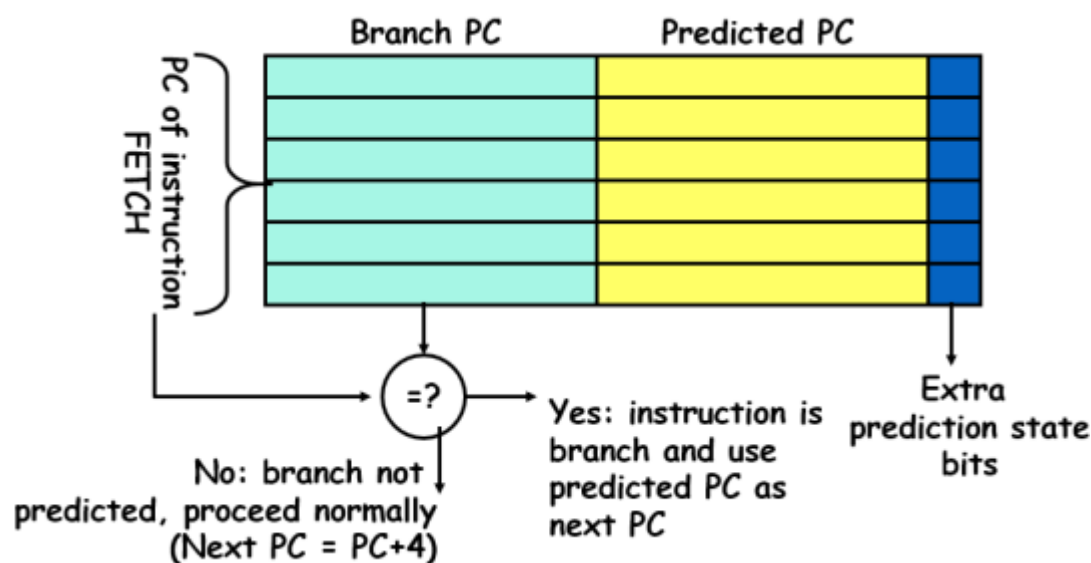 Branch PC
Predicted PC
PC of instruction
FETCH
=?
Yes: instruction is
branch and use
predicted PC as
next PC
Extra
prediction state
bits
No: branch not
predicted, proceed normally
(Next PC = PC+4)